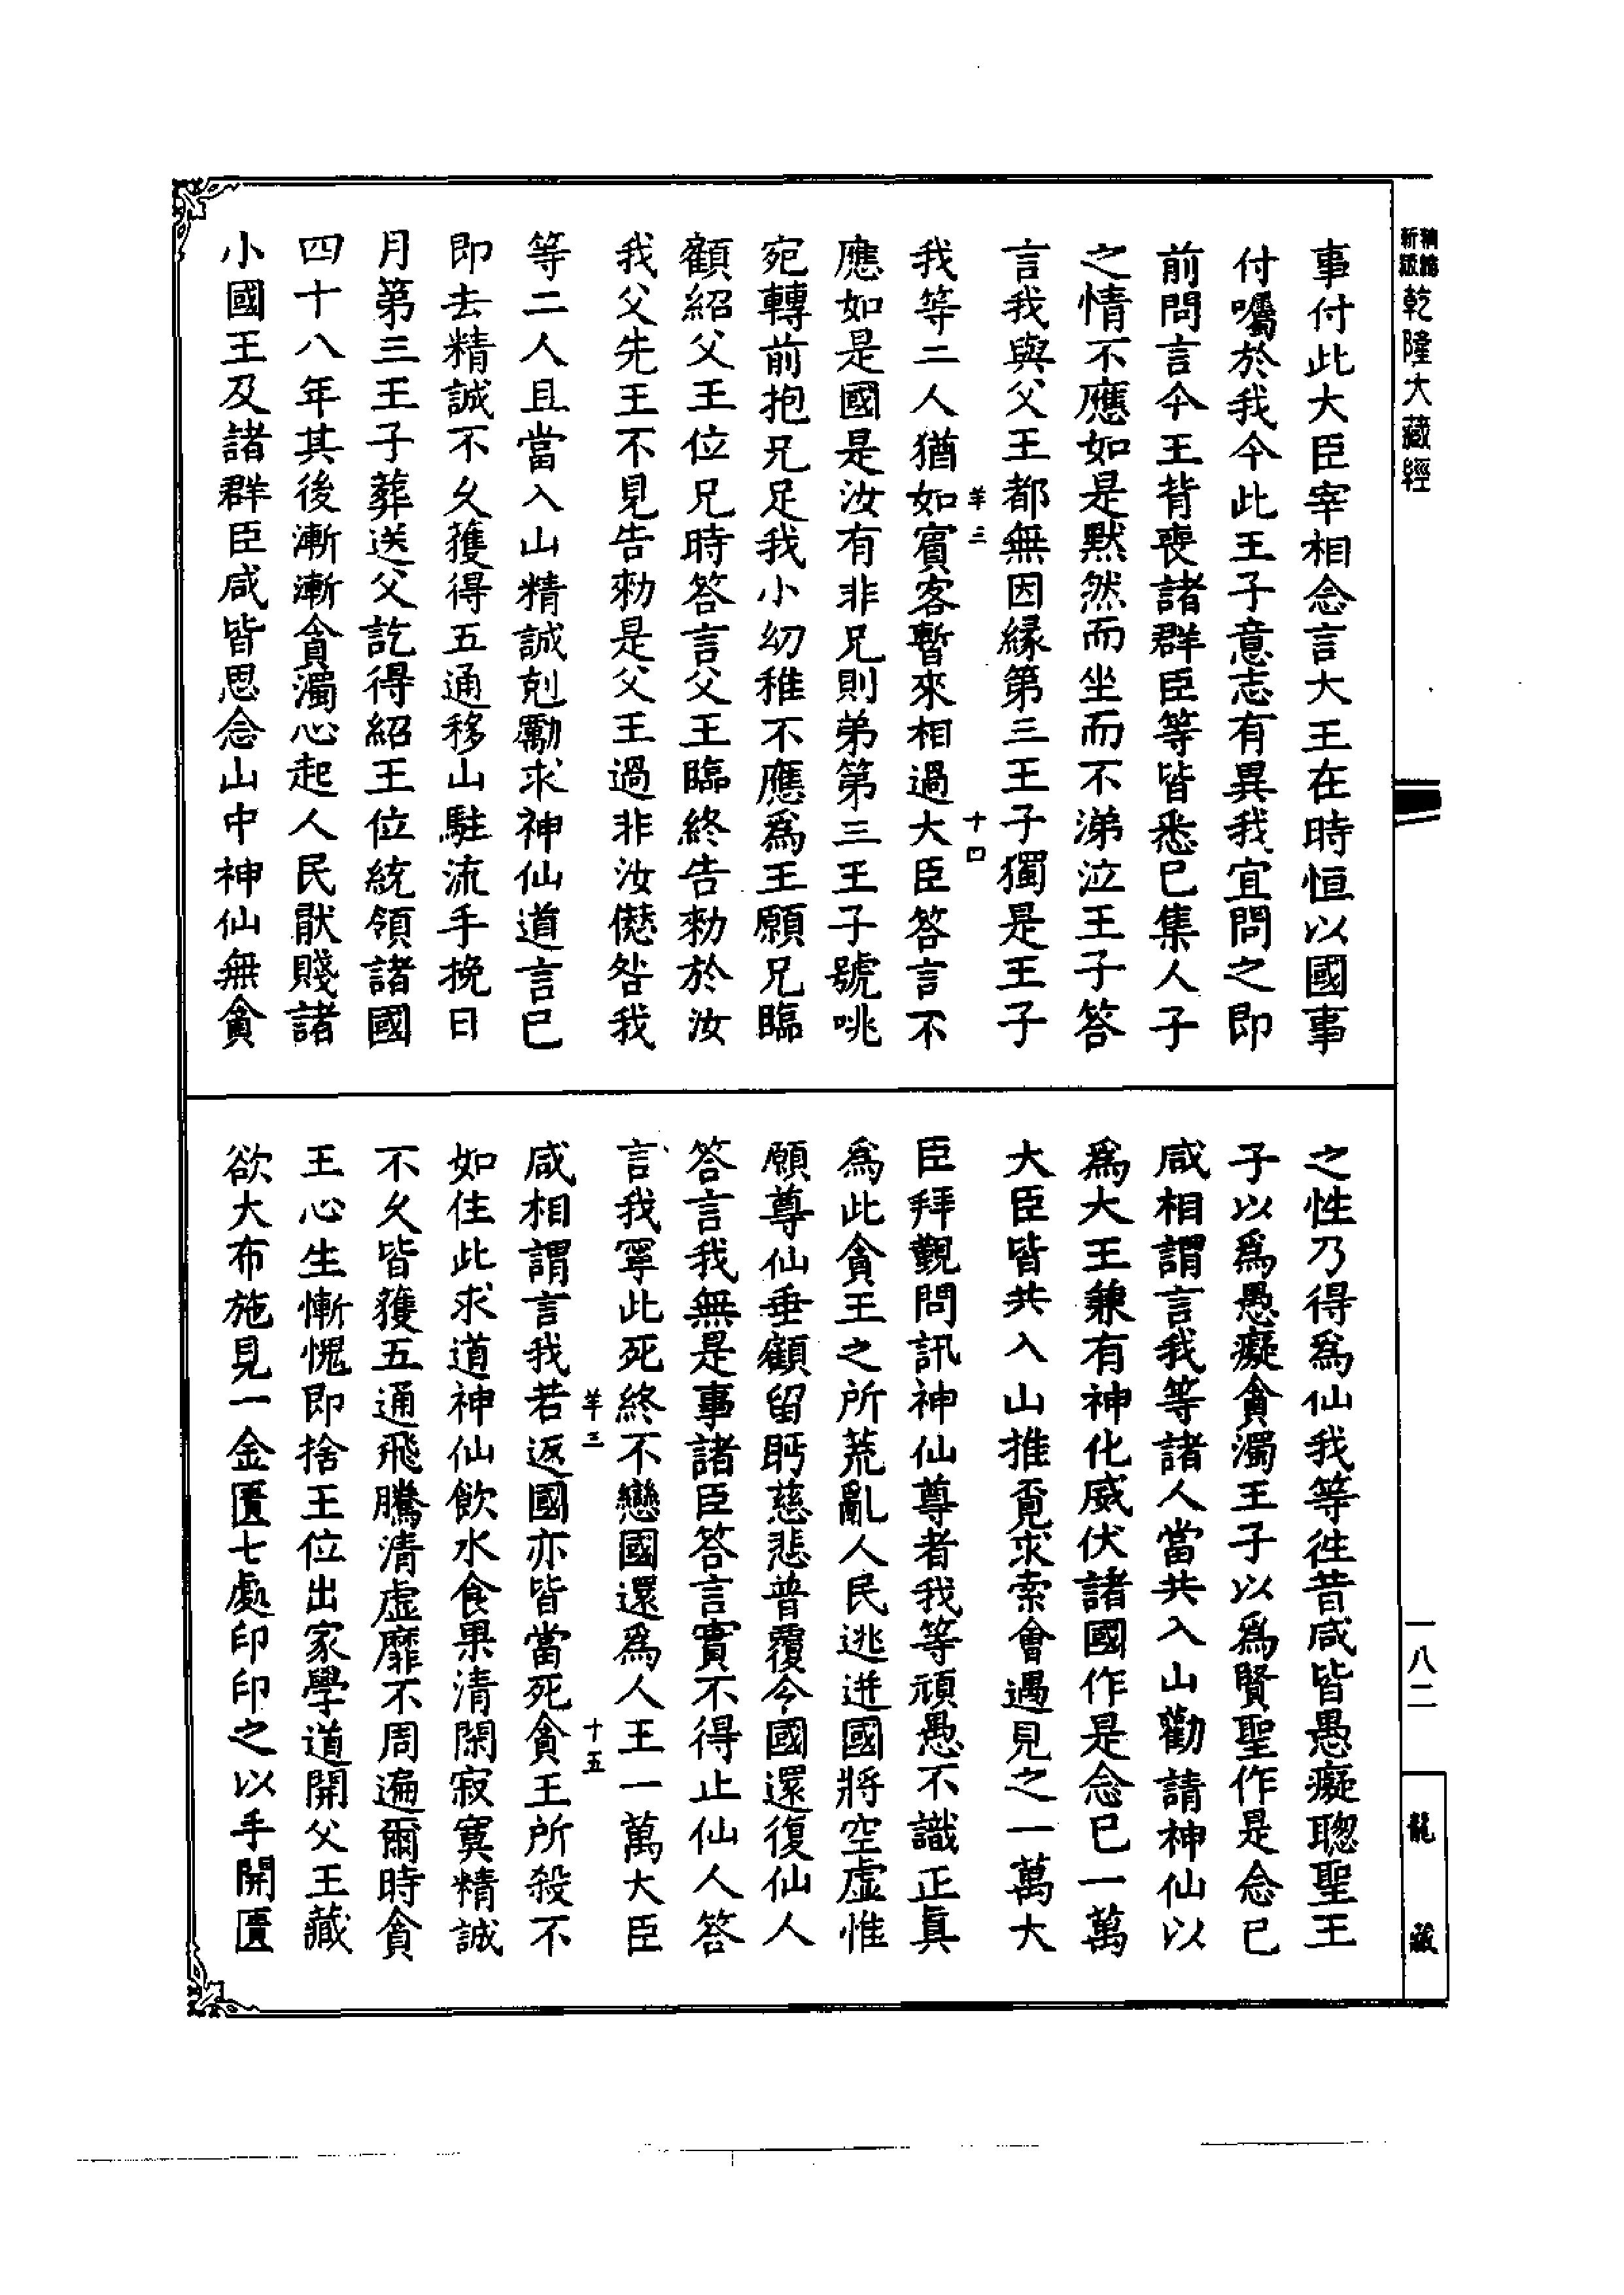 新編縮版乾隆大藏經
事付此大臣宰相念言大王在時恒以國事
付囑於我今此王子意志有異我宜問之即
前問言今王背喪諸群臣等皆悉已集人子
之情不應如是默然而坐而不涕泣王子答
言我與父王都無因緣第三王子獨是王子
羊三 十四
我等二人猶如賓客暫來相過大臣答言不
應如是國是汝有非兄則弟第三王子號咷
宛轉前抱兄足我小幼稚不應爲王願兄臨
顧紹父王位兄時答言父王臨終告勑於汝
我父先王不見告勑是父王過非汝僁咎我
等二人且當入山精誠剋勵求神仙道言已
即去精誠不久獲得五通移山駐流手挽日
月第三王子葬送父訖得紹王位統領諸國
四十八年其後漸漸貪濁心起人民猒賤諸
小國王及諸群臣咸皆思念山中神仙無貪
之性乃得爲仙我等往昔咸皆愚癡聰聖王
子以爲愚癡貪濁王子以爲賢聖作是念已
咸相謂言我等諸人當共入山勸請神仙以
爲大王兼有神化威伏諸國作是念已一萬
大臣皆共入山推覓求索會遇見之一萬大
臣拜覲問訊神仙尊者我等頑愚不識正真
爲此貪王之所荒亂人民逃迸國將空虛惟
願尊仙垂顧留眄慈悲普覆今國還復仙人
答言我無是事諸臣答言實不得止仙人答
言我寧此死終不戀國還爲人王一萬大臣
羊三 十五
咸相謂言我若返國亦皆當死貪王所殺不
如住此求道神仙飲水食果清閑寂寞精誠
不久皆獲五通飛騰清虛靡不周遍爾時貪
王心生慚愧即捨王位出家學道開父王藏
欲大布施見一金匱七處印印之以手開匱
一八二
龍藏